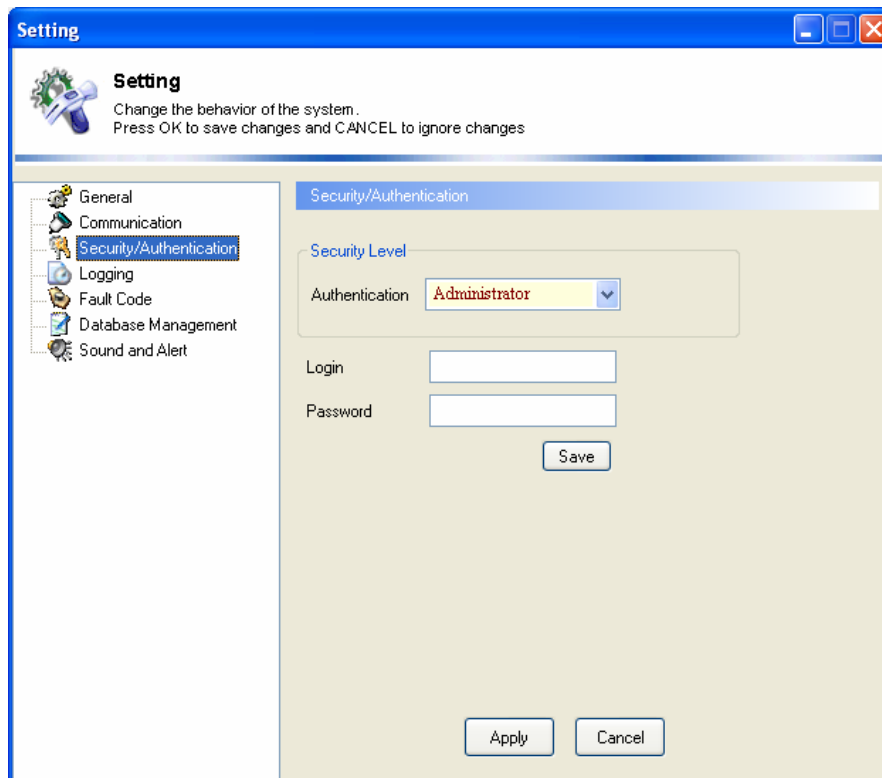 Setting
Setting
Change the behavior of the system.
Press OK to save changes and CANCEL to ignore changes
General
Communication
Security/Authentication
Logging
Fault Code
Database Management
Sound and Alert
Security/Authentication
Security Level
Authentication Administrator
Login
Password
Save
Apply Cancel